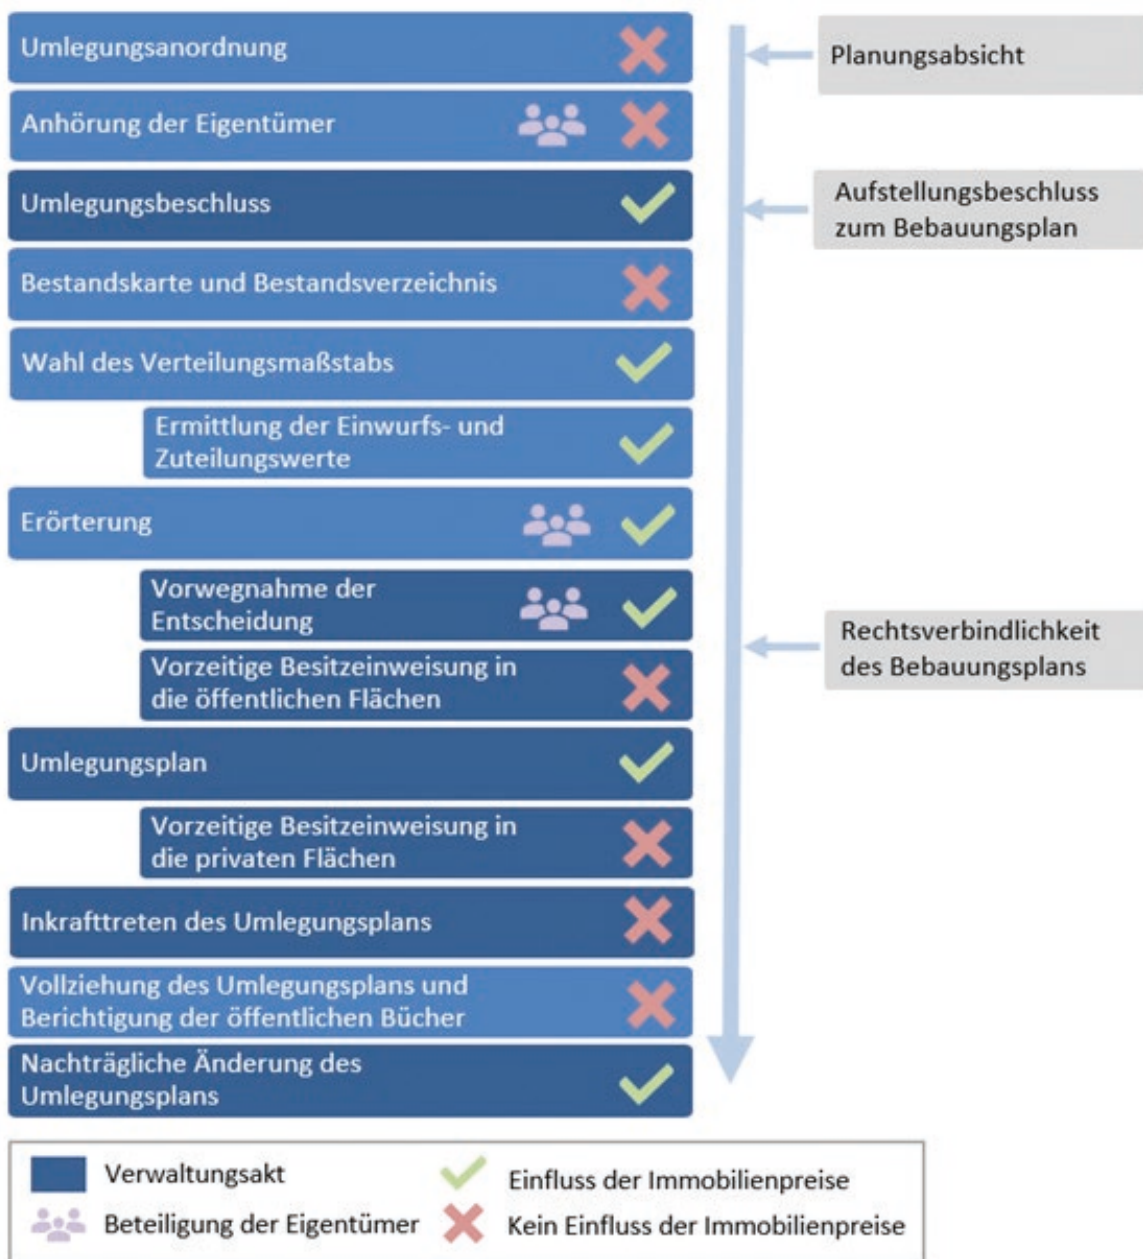 Umlegungsanordnung
Anhörung der Eigentümer
Umlegungsbeschluss
Bestandskarte und Bestandsverzeichnis
Wahl des Verteilungsmaßstabs
Ermittlung der Einwurfs- und
Zuteilungswerte
Erörterung
Vorwegnahme der
Entscheidung
Vorzeitige Besitzeinweisung in
die öffentlichen Flächen
Umlegungsplan
Vorzeitige Besitzeinweisung in
die privaten Flächen
Inkrafttreten des Umlegungsplans
Vollziehung des Umlegungsplans und
Berichtigung der öffentlichen Bücher
Nachträgliche Änderung des
Umlegungsplans
Planungsabsicht
Aufstellungsbeschluss
zum Bebauungsplan
Rechtsverbindlichkeit
des Bebauungsplans
Verwaltungsakt
Einfluss der Immobilienpreise
Beteiligung der Eigentümer
Kein Einfluss der Immobilienpreise